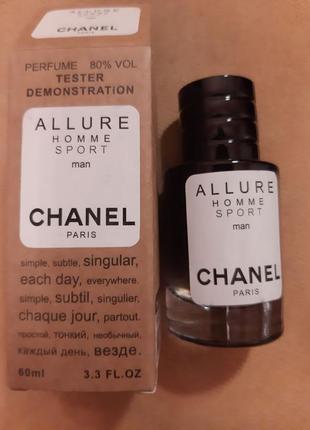 ALLURE
CHANEL
PERFUME 80% VOL
TESTER
DEMONSTRATION
ALLURE
HOMME
SPORT
man
CHANEL
PARIS
simple, subtle, singular,
each day, everywhere.
simple, subtil, singulier,
chaque jour, partout.
простой, тонкий, необычный,
каждый день, везде.
60ml 3.3 FL.OZ
ALLURE
HOMME
SPORT
man
CHANEL
PARIS